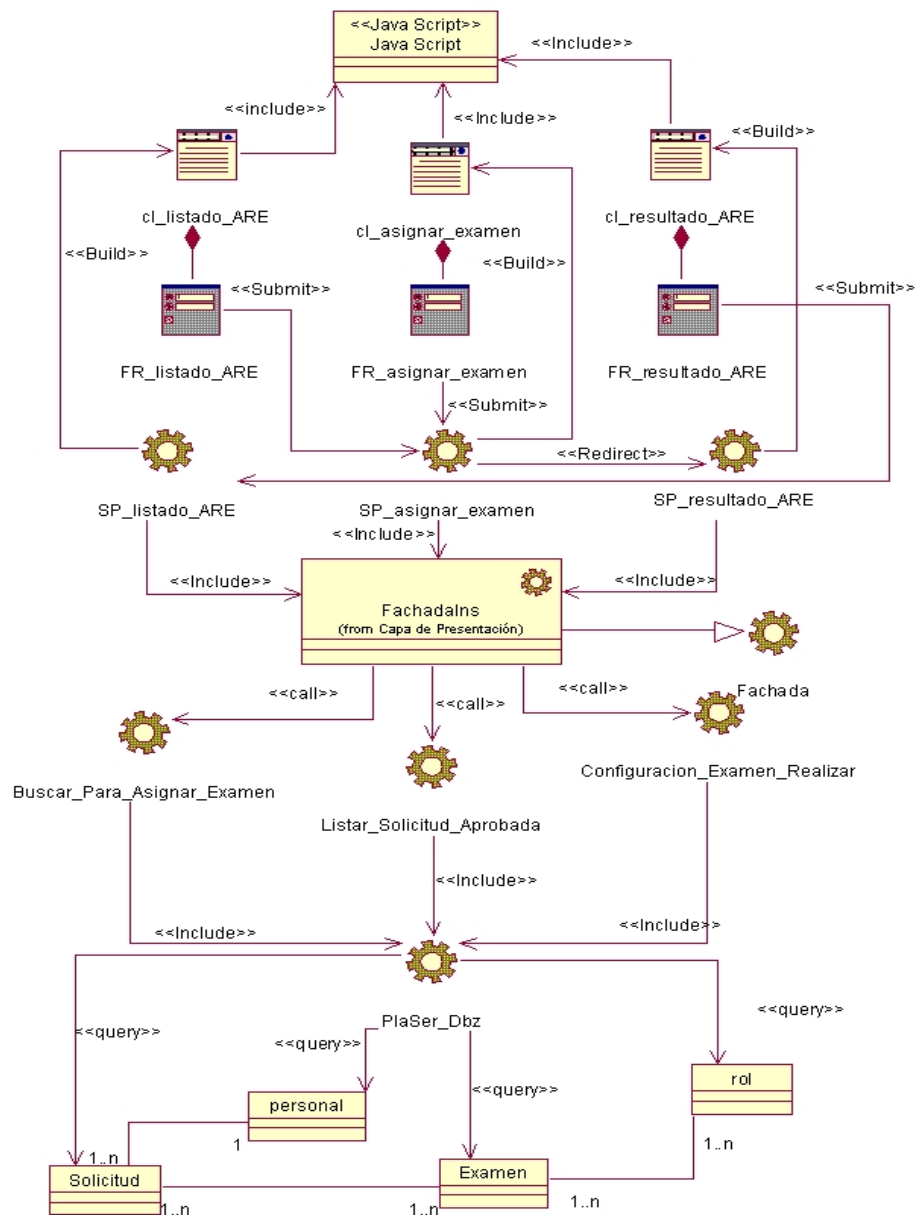 <<Java Script>>
Java Script
<<Include>>
<<include>>
<<Include>>
<<Build>>
cl_listado_ARE
cl_asignar_examen
cl_resultado_ARE
<<Build>>
<<Build>>
<<Submit>>
<<Submit>>
FR_listado_ARE
FR_asignar_examen
FR_resultado_ARE
<<Submit>>
<<Redirect>>
SP_listado_ARE
SP_asignar_examen
SP_resultado_ARE
<<Include>>
<<Include>>
<<Include>>
FachadaIns
(from Capa de Presentación)
<<call>>
<<call>>
<<call>>
Fachada
Buscar_Para_Asignar_Examen
Configuracion_Examen_Realizar
Listar_Solicitud_Aprobada
<<Include>>
<<Include>>
<<Include>>
<<query>>
PlaSer_Dbz
<<query>>
<<query>>
<<query>>
personal
rol
1
1..n
1..n
Solicitud
Examen
1..n
1..n
1..n